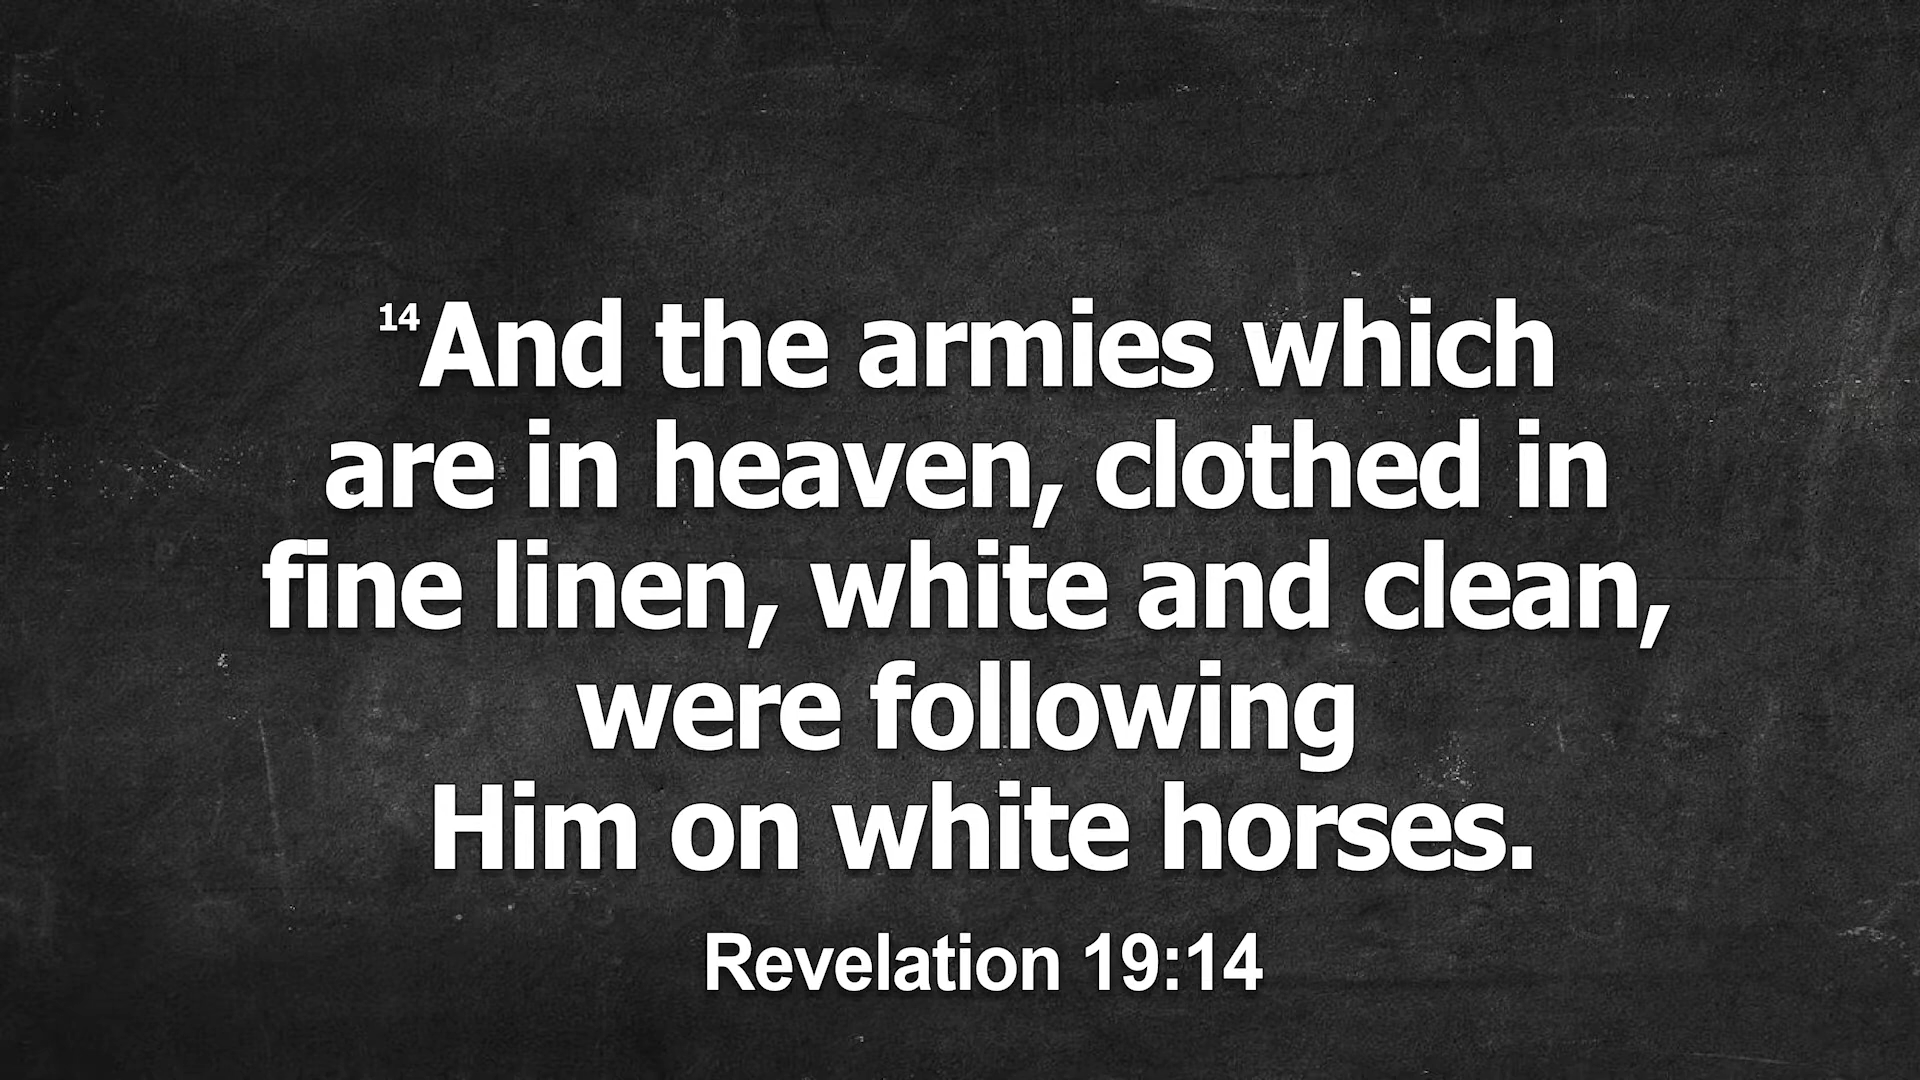 14And the armies which
are in heaven, clothed in
fine linen, white and clean,
were following
Him on white horses.
Revelation 19:14